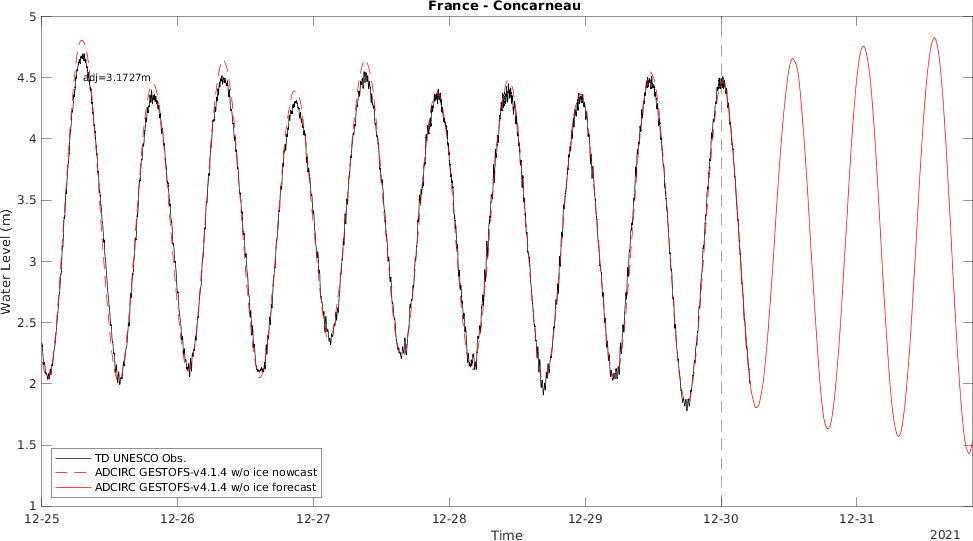 France - Concarneau
5
4.5
4
3.5
3
2.5
2
1.5
1
Water Level (m)
adj=3.1727m
TD UNESCO Obs.
ADCIRC GESTOFS-v4.1.4 w/o ice nowcast
ADCIRC GESTOFS-v4.1.4 w/o ice forecast
12-25 12-26 12-27 12-28 12-29 12-30 12-31
Time
2021